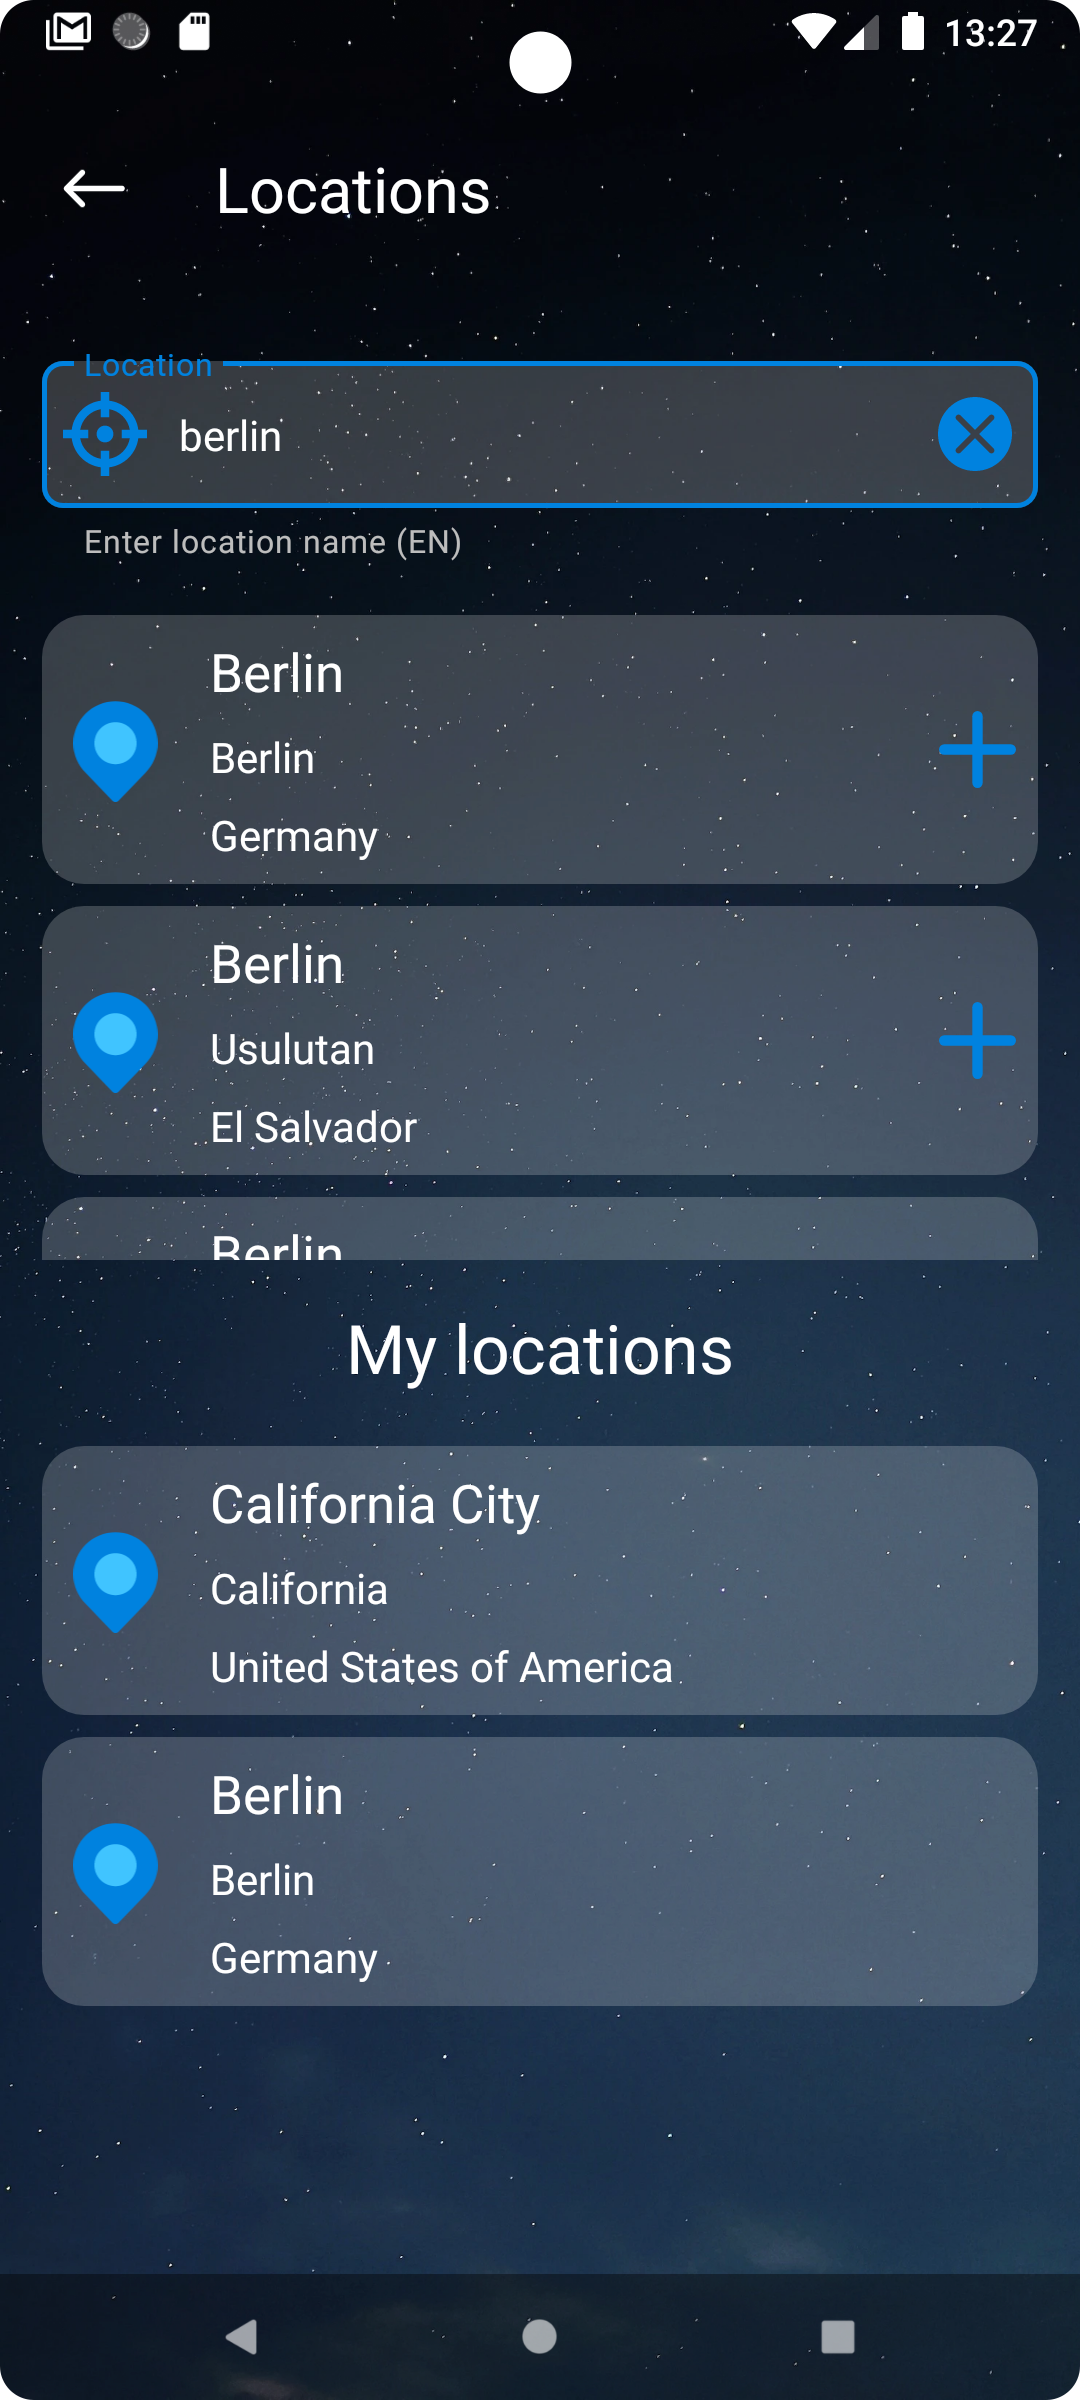 13:27
Locations
Location
berlin
Enter location name (EN)
Berlin
Berlin
Germany
Berlin
Usulutan
El Salvador
Berlin
My locations
California City
California
United States of America
Berlin
Berlin
Germany